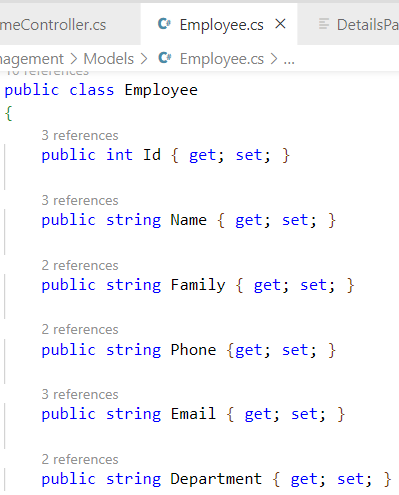 meController.cs
C# Employee.cs ×
DetailsPa
nagement > Models > C# Employee.cs > ...
10 references
public class Employee
{
3 references
public int Id { get; set; }
3 references
public string Name { get; set; }
2 references
public string Family { get; set; }
2 references
public string Phone {get; set; }
3 references
public string Email { get; set; }
2 references
public string Department { get; set; }